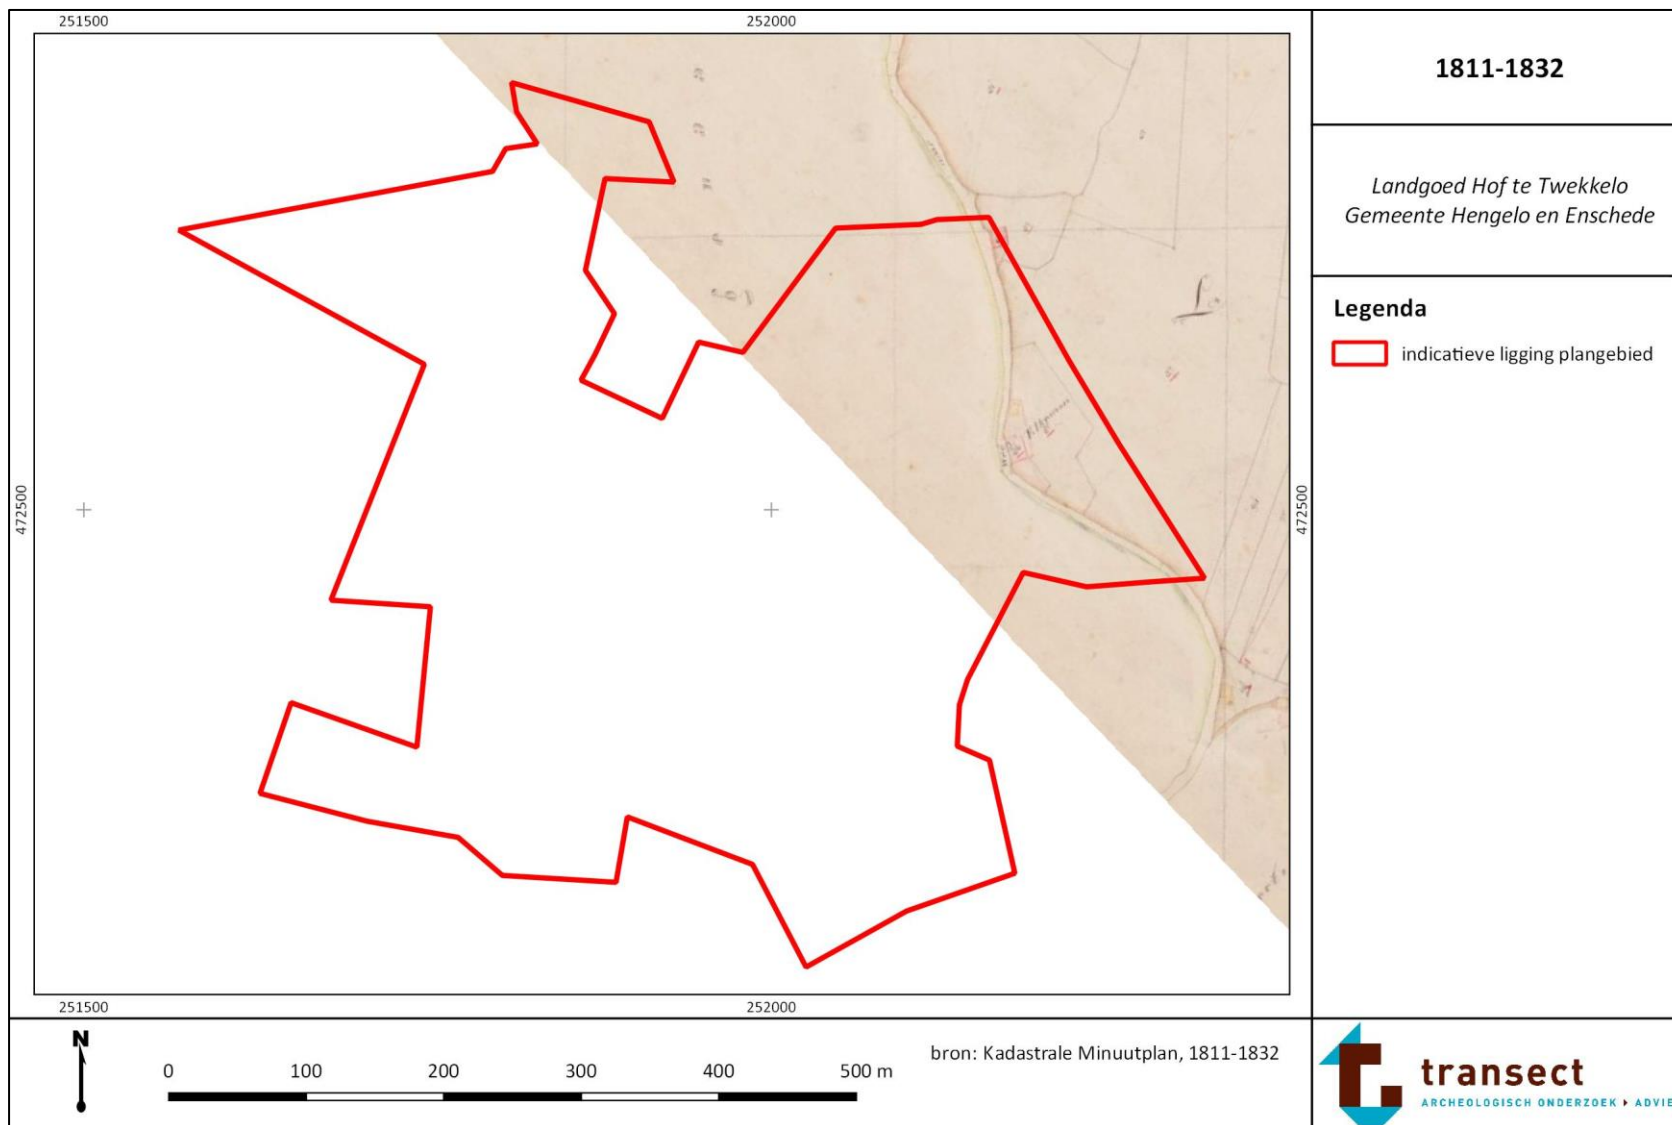 251500
252000
472500
472500
251500
252000
1811-1832
Landgoed Hof te Twekkelo
Gemeente Hengelo en Enschede
Legenda
indicatieve ligging plangebied
N
0 100 200 300 400 500 m
bron: Kadastrale Minuutplan, 1811-1832
transect
ARCHEOLOGISCH ONDERZOEK ADVIE